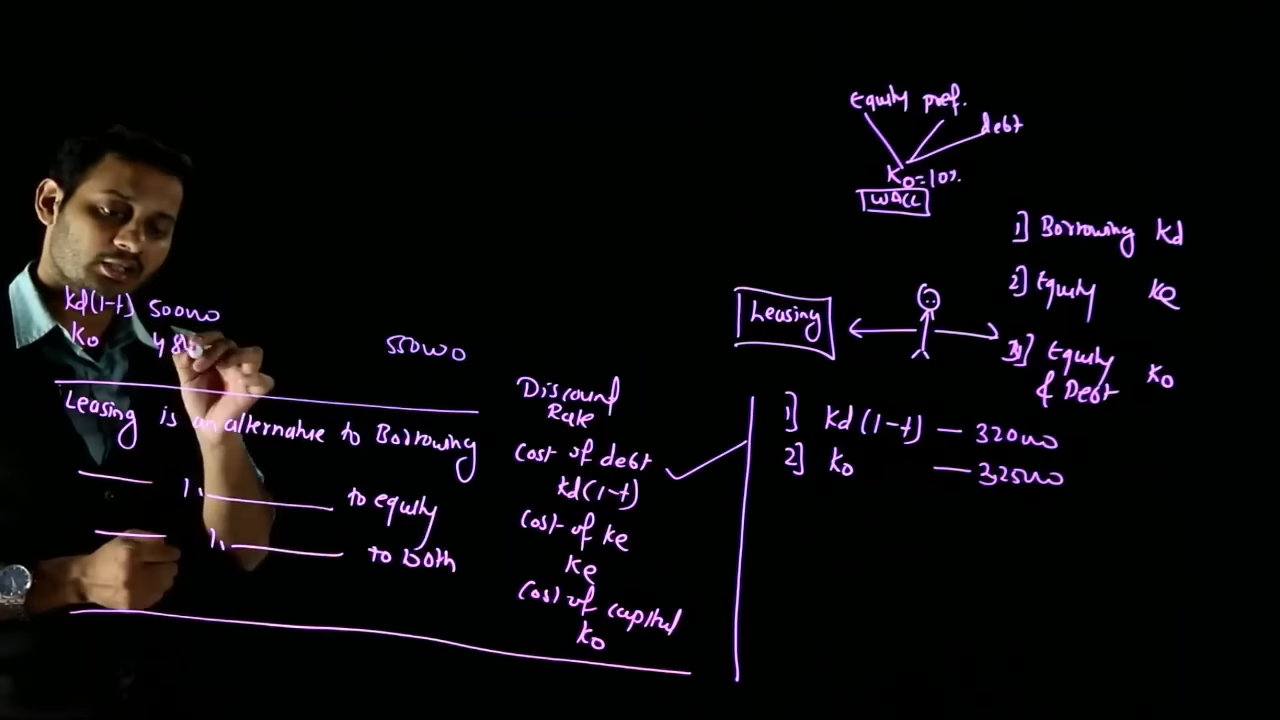 Equity pref. debt
Ko=10%.
WACC
1] Borrowing Kd
2] Equity Ke
3] Equity & Debt Ko
Leasing
Kd(1-t) 50000
Ko 48
55000
Discount Rate
Leasing is an alternative to Borrowing
Cost of debt
Kd(1-t)
to equity
Cost of Ke
Ke
to both
Cost of capital
Ko
1] Kd(1-t) — 32000
2] Ko — 32500